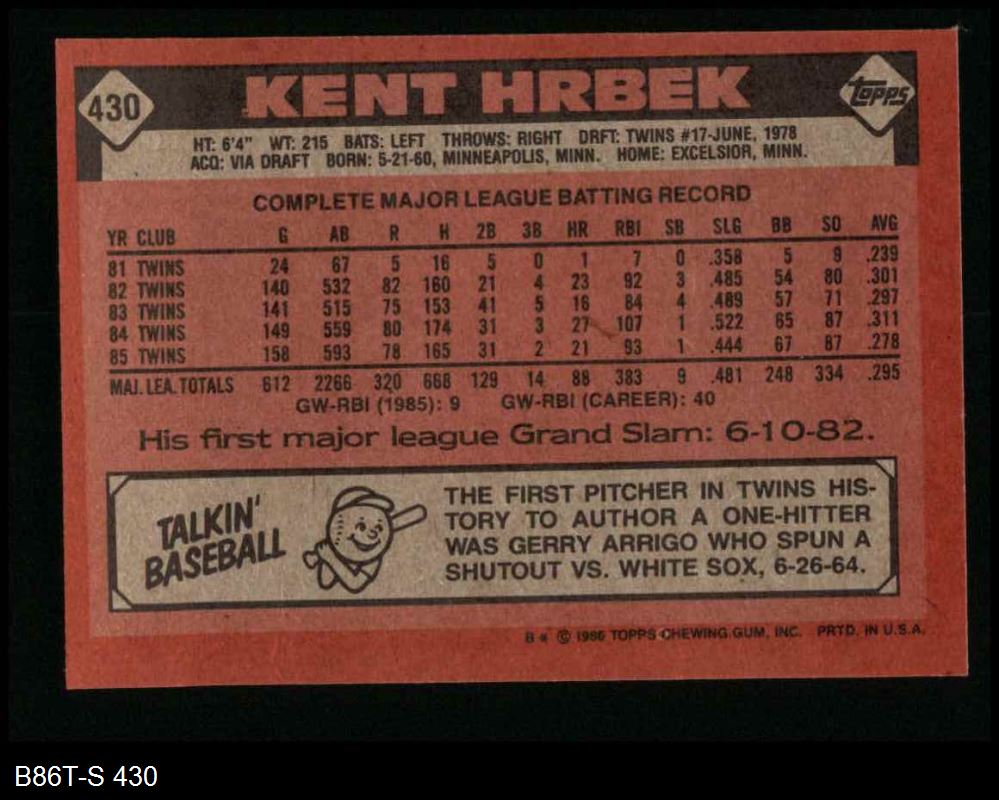 430
KENT HRBEK
Topps
HT: 6'4" WT: 215 BATS: LEFT THROWS: RIGHT DRFT: TWINS #17-JUNE, 1978
ACQ: VIA DRAFT BORN: 5-21-60, MINNEAPOLIS, MINN. HOME: EXCELSIOR, MINN.
COMPLETE MAJOR LEAGUE BATTING RECORD
YR CLUB G AB R H 2B 3B HR RBI SB SLG BB SO AVG
81 TWINS 24 67 5 16 5 0 1 7 0 .358 5 9 .239
82 TWINS 140 532 82 160 21 4 23 92 3 .485 54 80 .301
83 TWINS 141 515 75 153 41 5 16 84 4 .489 57 71 .297
84 TWINS 149 559 80 174 31 3 27 107 1 .522 65 87 .311
85 TWINS 158 593 78 165 31 2 21 93 1 .444 67 87 .278
MAJ. LEA. TOTALS 612 2266 320 668 129 14 88 383 9 .481 248 334 .295
GW-RBI (1985): 9 GW-RBI (CAREER): 40
His first major league Grand Slam: 6-10-82.
TALKIN'
BASEBALL
THE FIRST PITCHER IN TWINS HIS-
TORY TO AUTHOR A ONE-HITTER
WAS GERRY ARRIGO WHO SPUN A
SHUTOUT VS. WHITE SOX, 6-26-64.
B* © 1986 TOPPS CHEWING GUM, INC. PRTD. IN U.S.A.
B86T-S 430